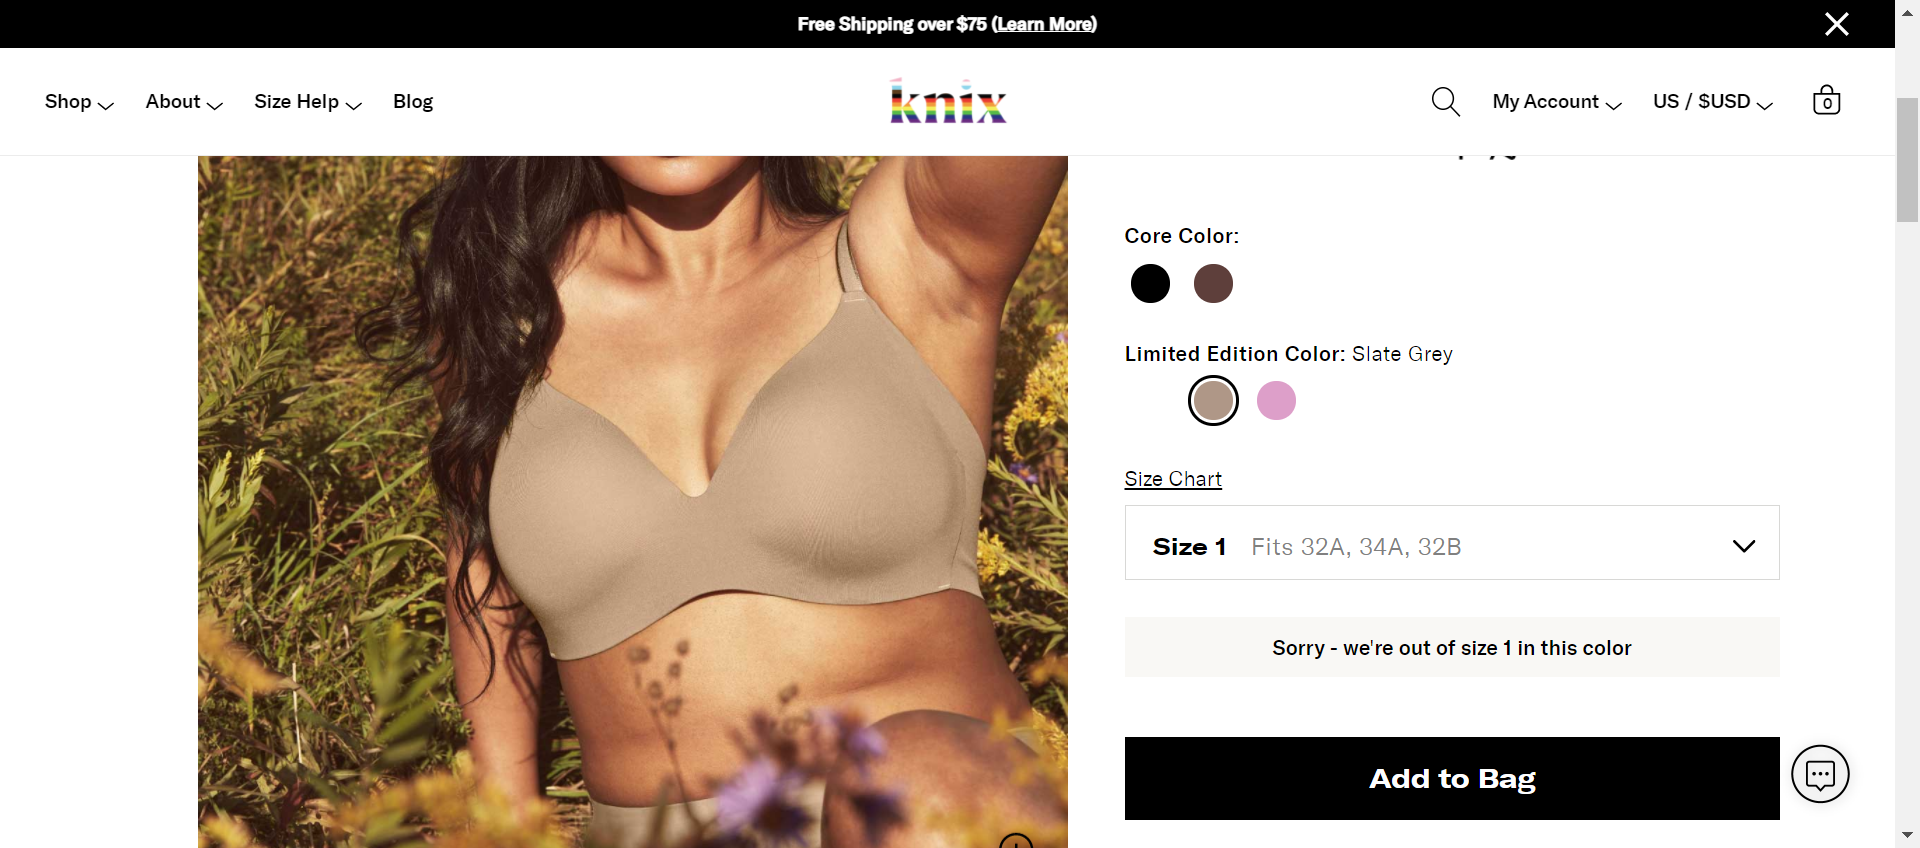 Free Shipping over $75 (Learn More)
Shop
About
Size Help
Blog
knix
My Account
US / $USD
0
Core Color:
Limited Edition Color: Slate Grey
Size Chart
Size 1 Fits 32A, 34A, 32B
Sorry - we're out of size 1 in this color
Add to Bag